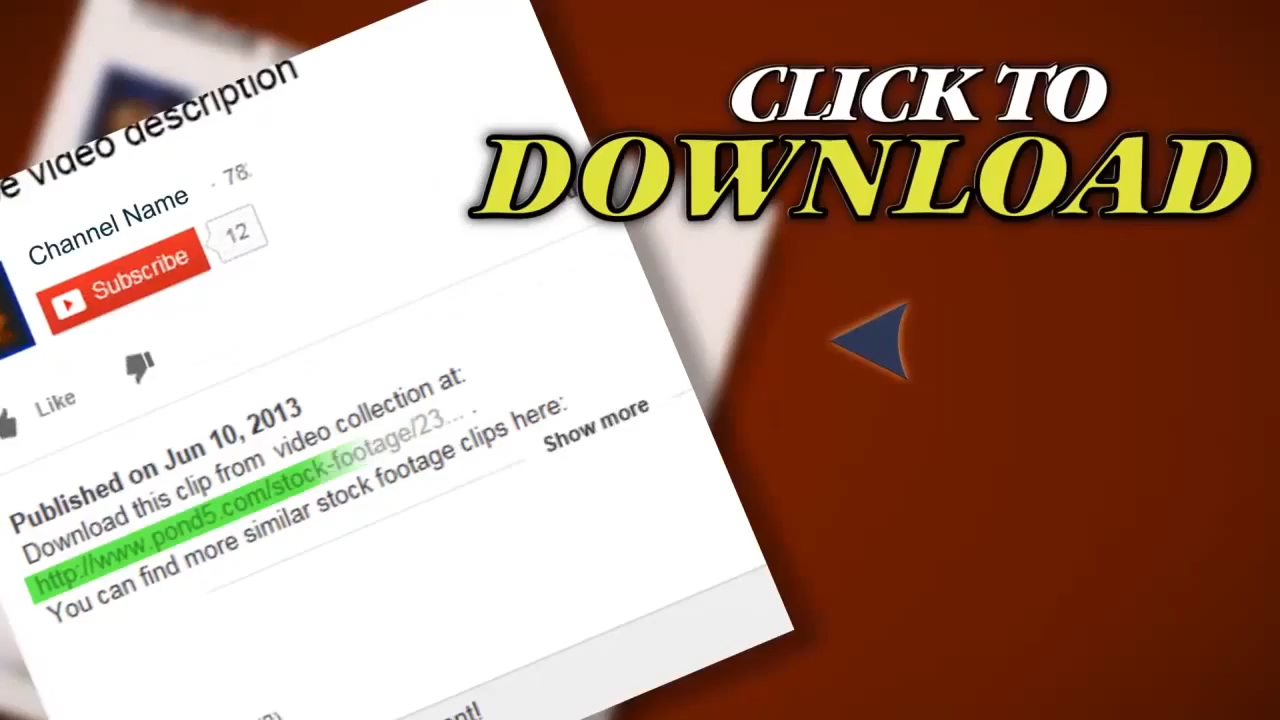 CLICK TO
DOWNLOAD
video description
Channel Name
78
Subscribe
12
Like
Published on Jun 10, 2013
Download this clip from video collection at:
http://www.pond5.com/stock-footage/23...
You can find more similar stock footage clips here:
Show more